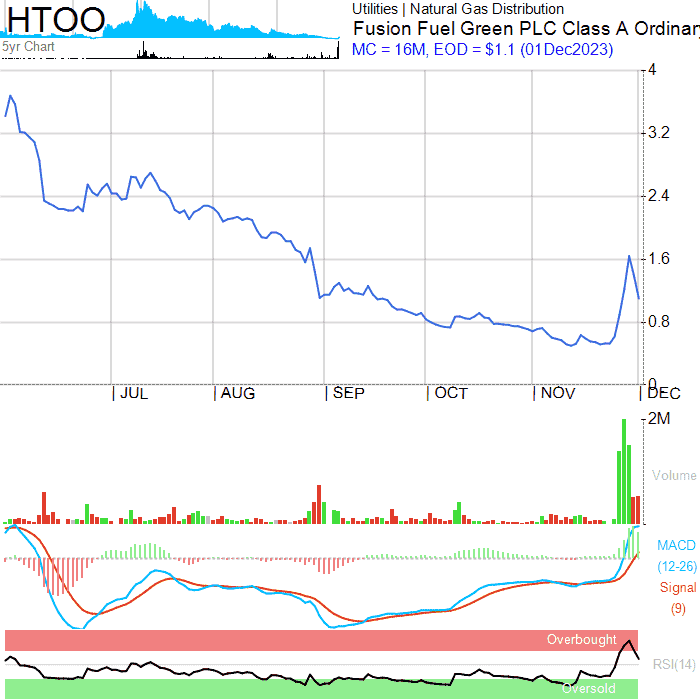 HTOO
5yr Chart
Utilities | Natural Gas Distribution
Fusion Fuel Green PLC Class A Ordinary
MC = 16M, EOD = $1.1 (01Dec2023)
4
3.2
2.4
1.6
0.8
0
| JUL | AUG | SEP | OCT | NOV | DEC
2M
Volume
MACD
(12-26)
Signal
(9)
Overbought
RSI(14)
Oversold